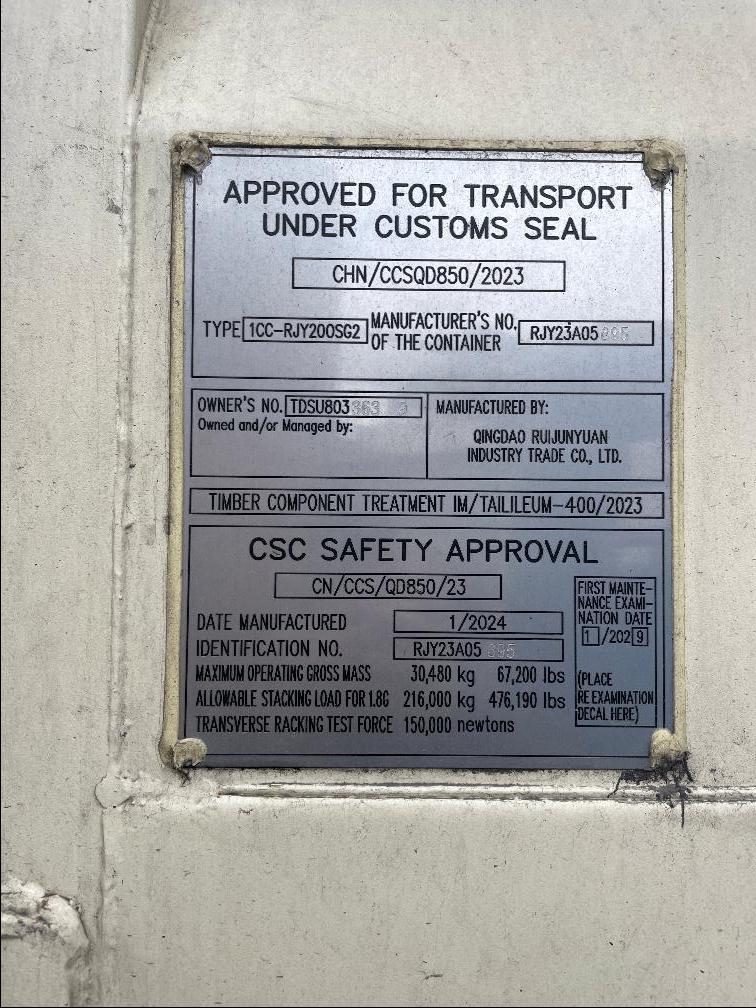 APPROVED FOR TRANSPORT
UNDER CUSTOMS SEAL
CHN/CCSQD850/2023
TYPE 1CC-RJY200SG2 MANUFACTURER'S NO. OF THE CONTAINER
OWNER'S NO.
Owned and/or Managed by:
MANUFACTURED BY:
QINGDAO RUIJUNYUAN
INDUSTRY TRADE CO., LTD.
TIMBER COMPONENT TREATMENT IM/TAILILEUM-400/2023
CSC SAFETY APPROVAL
CN/CCS/QD850/23
DATE MANUFACTURED 1/2024
IDENTIFICATION NO.
MAXIMUM OPERATING GROSS MASS 30,480 kg 67,200 lbs
ALLOWABLE STACKING LOAD FOR 1.8G 216,000 kg 476,190 lbs
TRANSVERSE RACKING TEST FORCE 150,000 newtons
FIRST MAINTE-
NANCE EXAMI-
NATION DATE
1/2029
(PLACE
RE EXAMINATION
DECAL HERE)